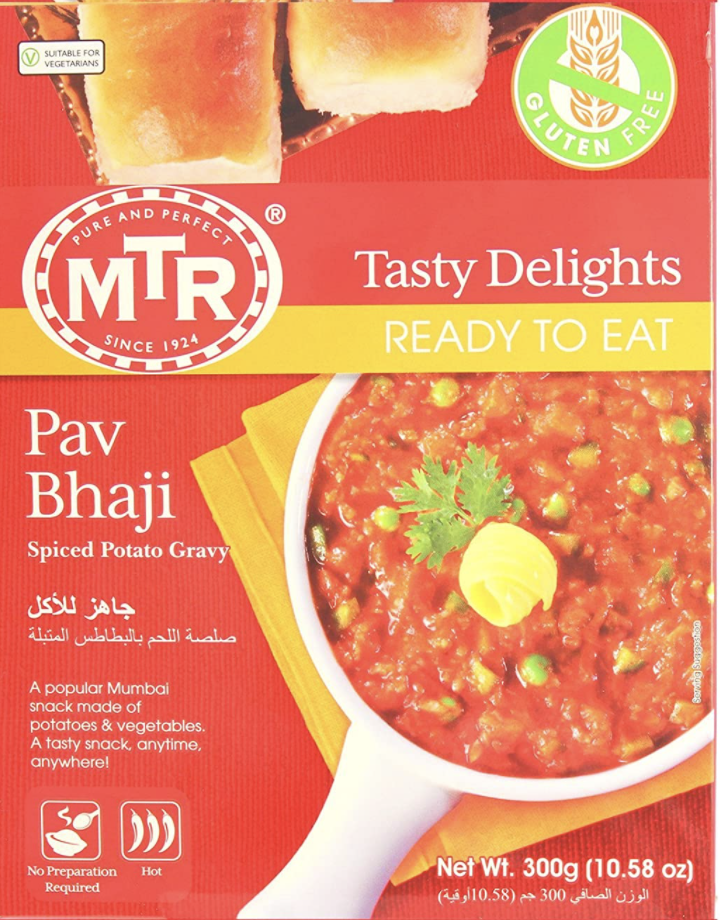 SUITABLE FOR
VEGETARIANS
GLUTEN FREE
PURE AND PERFECT
®
MTR
SINCE 1924
Tasty Delights
READY TO EAT
Pav
Bhaji
Spiced Potato Gravy
جاهز للأكل
صلصة اللحم بالبطاطس المتبلة
A popular Mumbai
snack made of
potatoes & vegetables.
A tasty snack, anytime,
anywhere!
Serving Suggestion
No Preparation
Required
Hot
Net Wt. 300g (10.58 oz)
الوزن الصافي 300 جم (10.58أوقية)